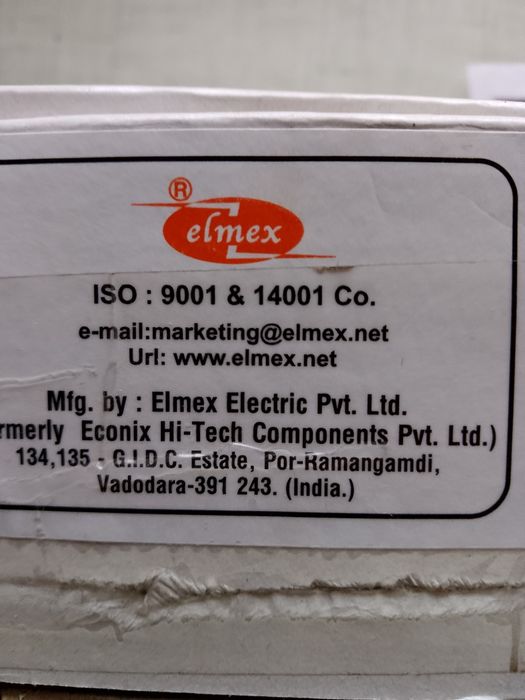 ®
elmex
ISO : 9001 & 14001 Co.
e-mail:marketing@elmex.net
Url: www.elmex.net
Mfg. by : Elmex Electric Pvt. Ltd.
rmerly Econix Hi-Tech Components Pvt. Ltd.)
134,135 - G.I.D.C. Estate, Por-Ramangamdi,
Vadodara-391 243. (India.)